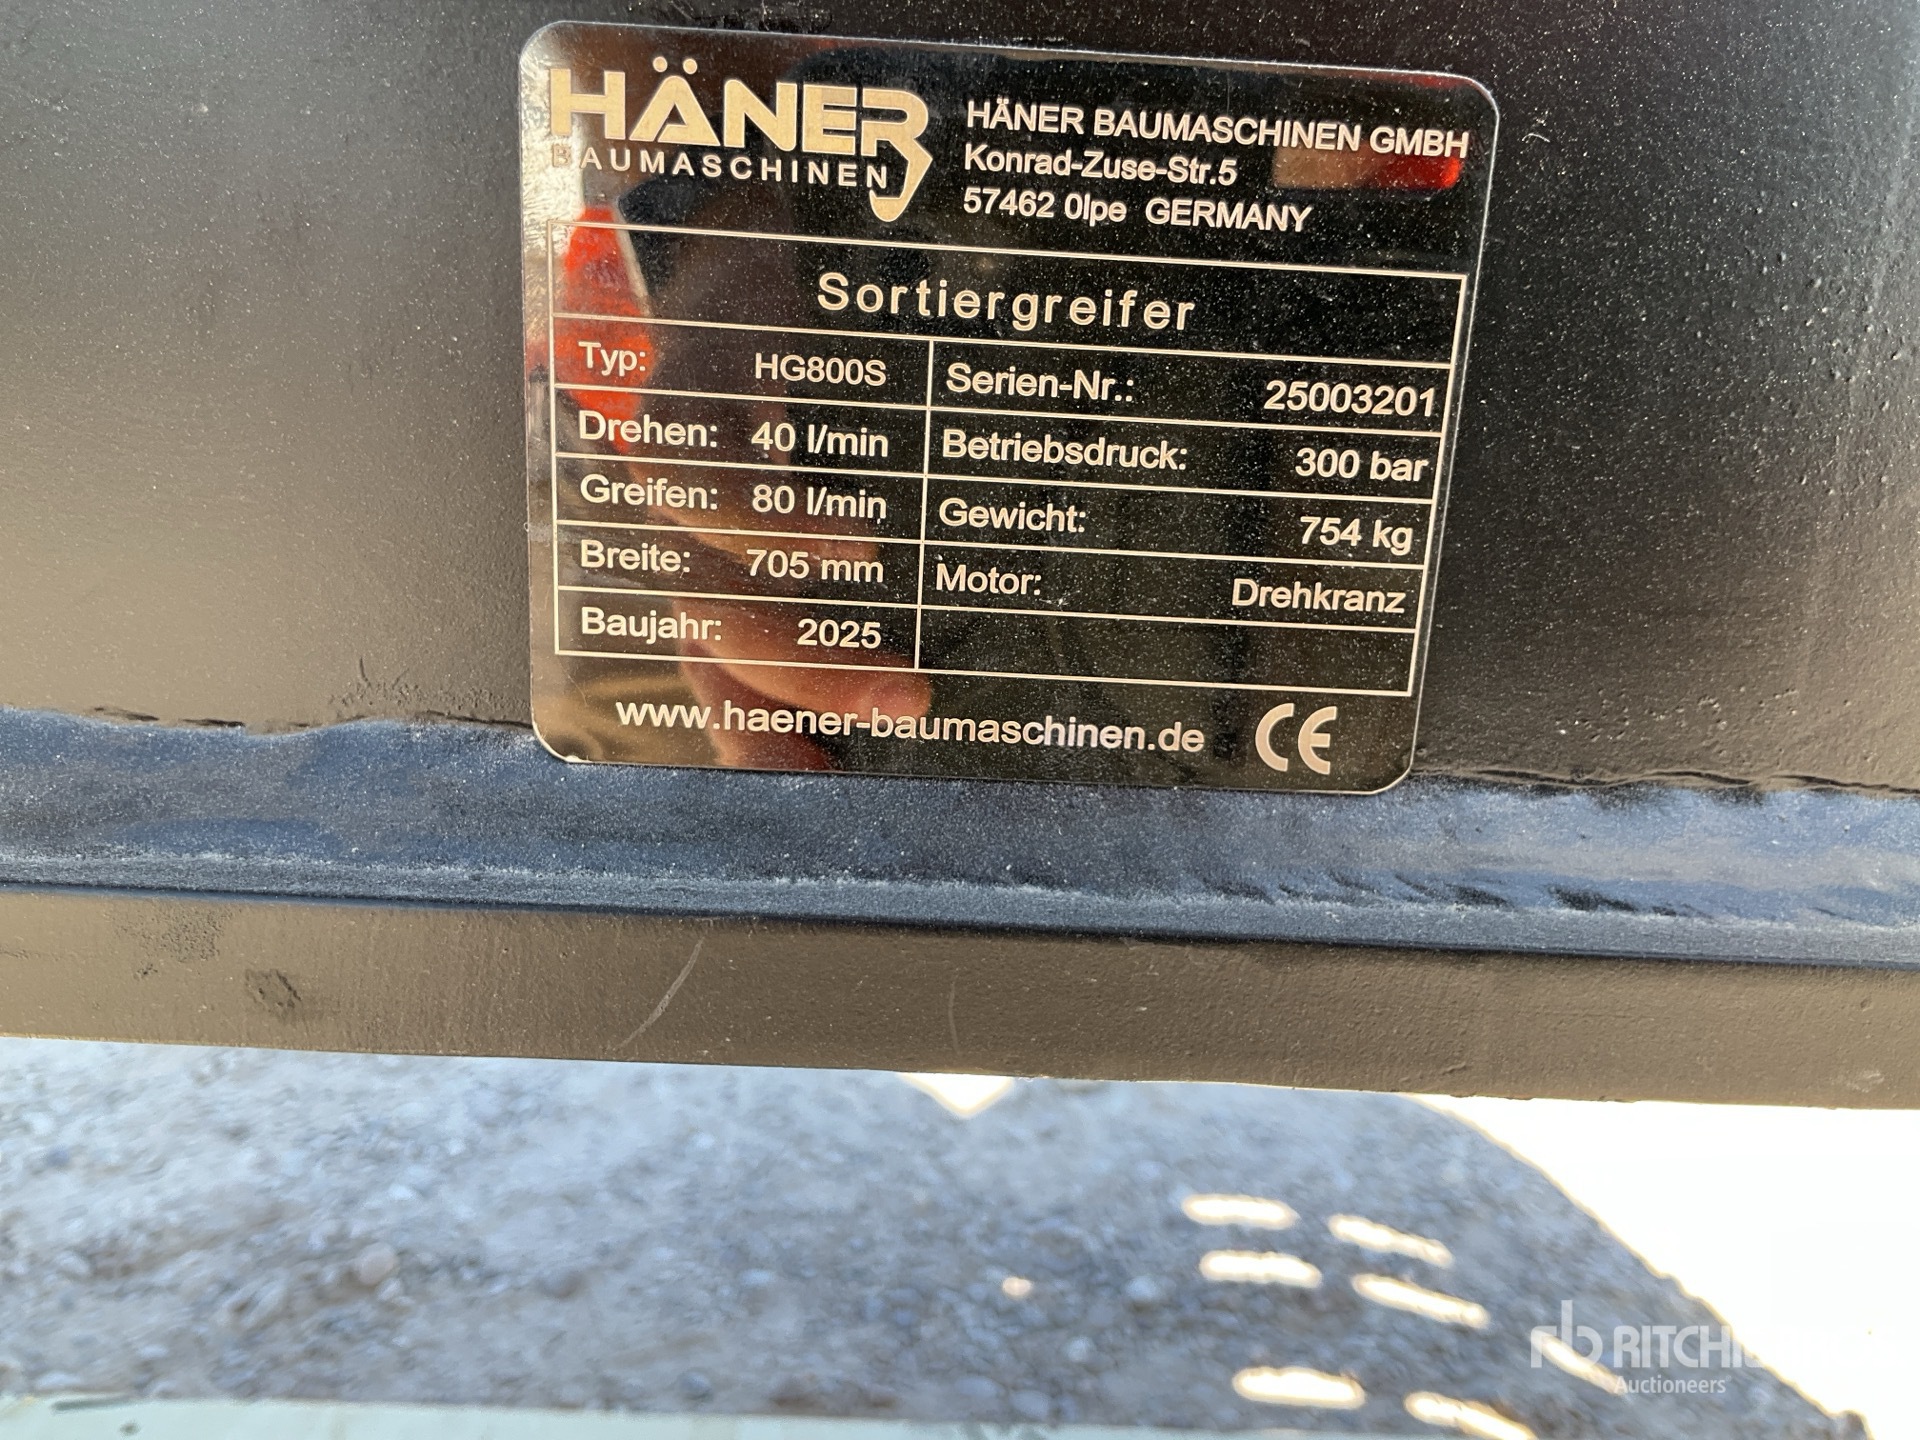 HÄNER
BAUMASCHINEN
HÄNER BAUMASCHINEN GMBH
Konrad-Zuse-Str.5
57462 Olpe GERMANY
Sortiergreifer
Typ: HG800S
Serien-Nr.: 25003201
Drehen: 40 l/min
Betriebsdruck: 300 bar
Greifen: 80 l/min
Gewicht: 754 kg
Breite: 705 mm
Motor: Drehkranz
Baujahr: 2025
www.haener-baumaschinen.de
CE
rb
Auctioneers